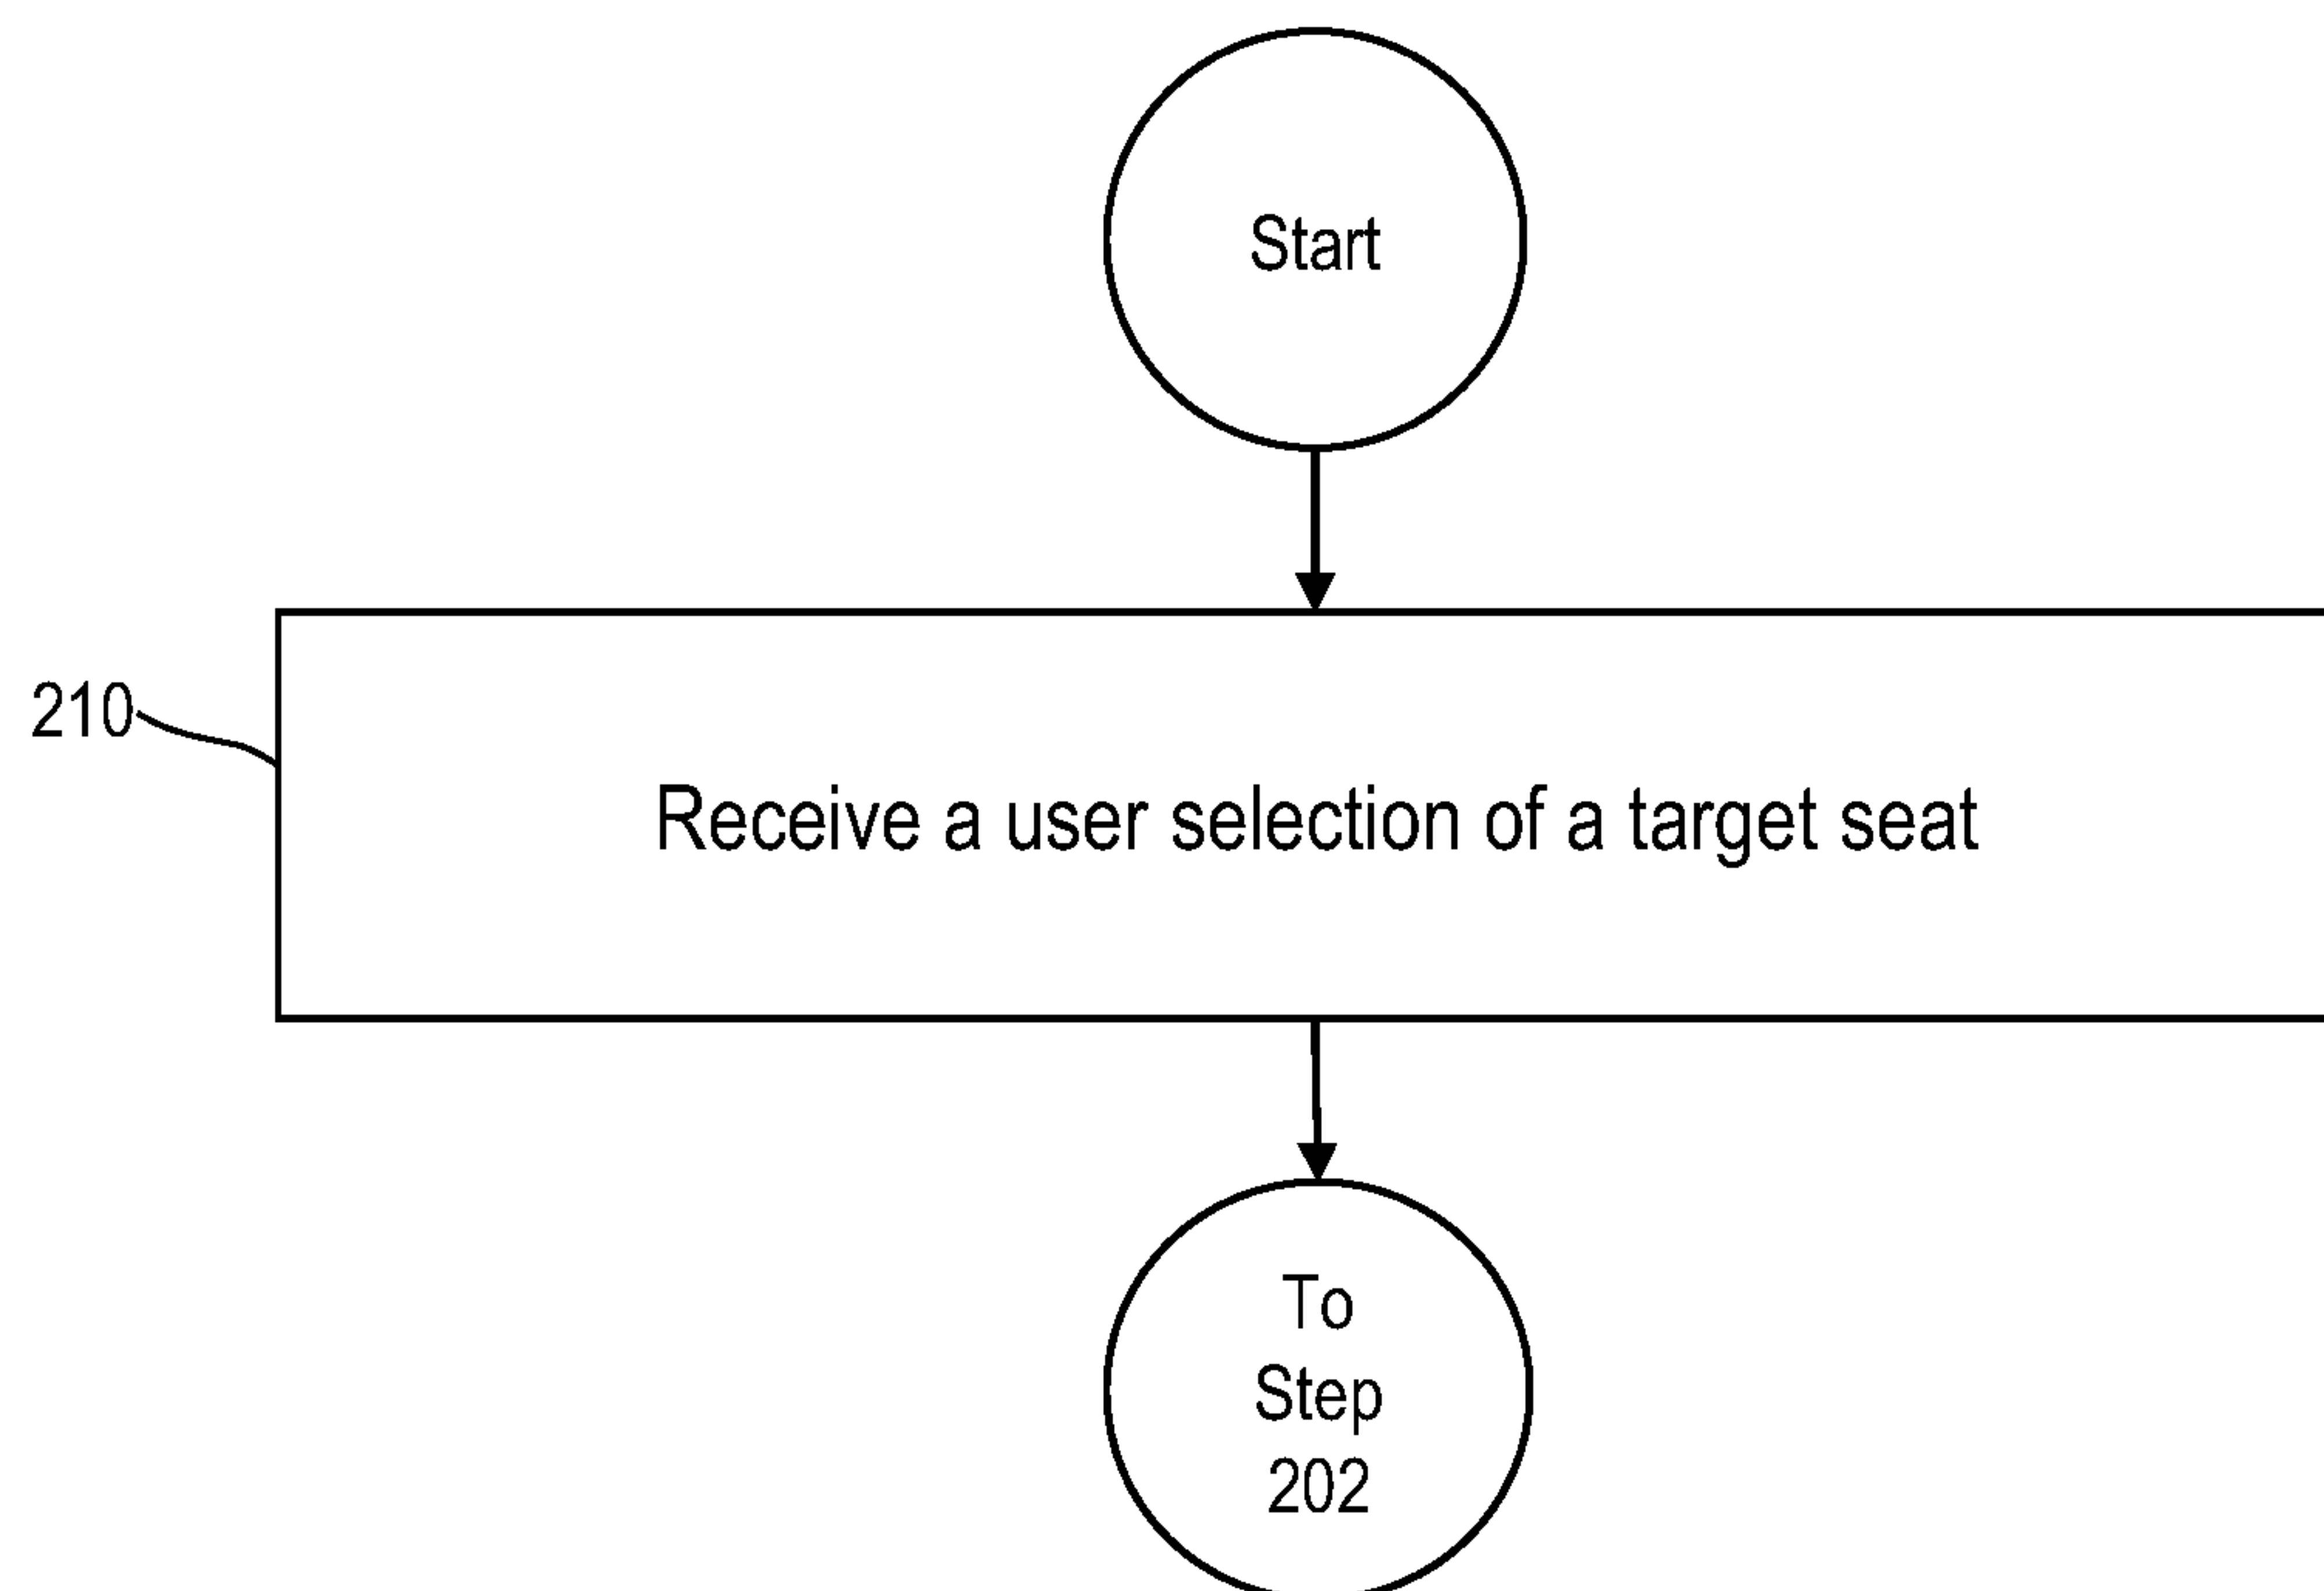 Start
210
Receive a user selection of a target seat
To
Step
202